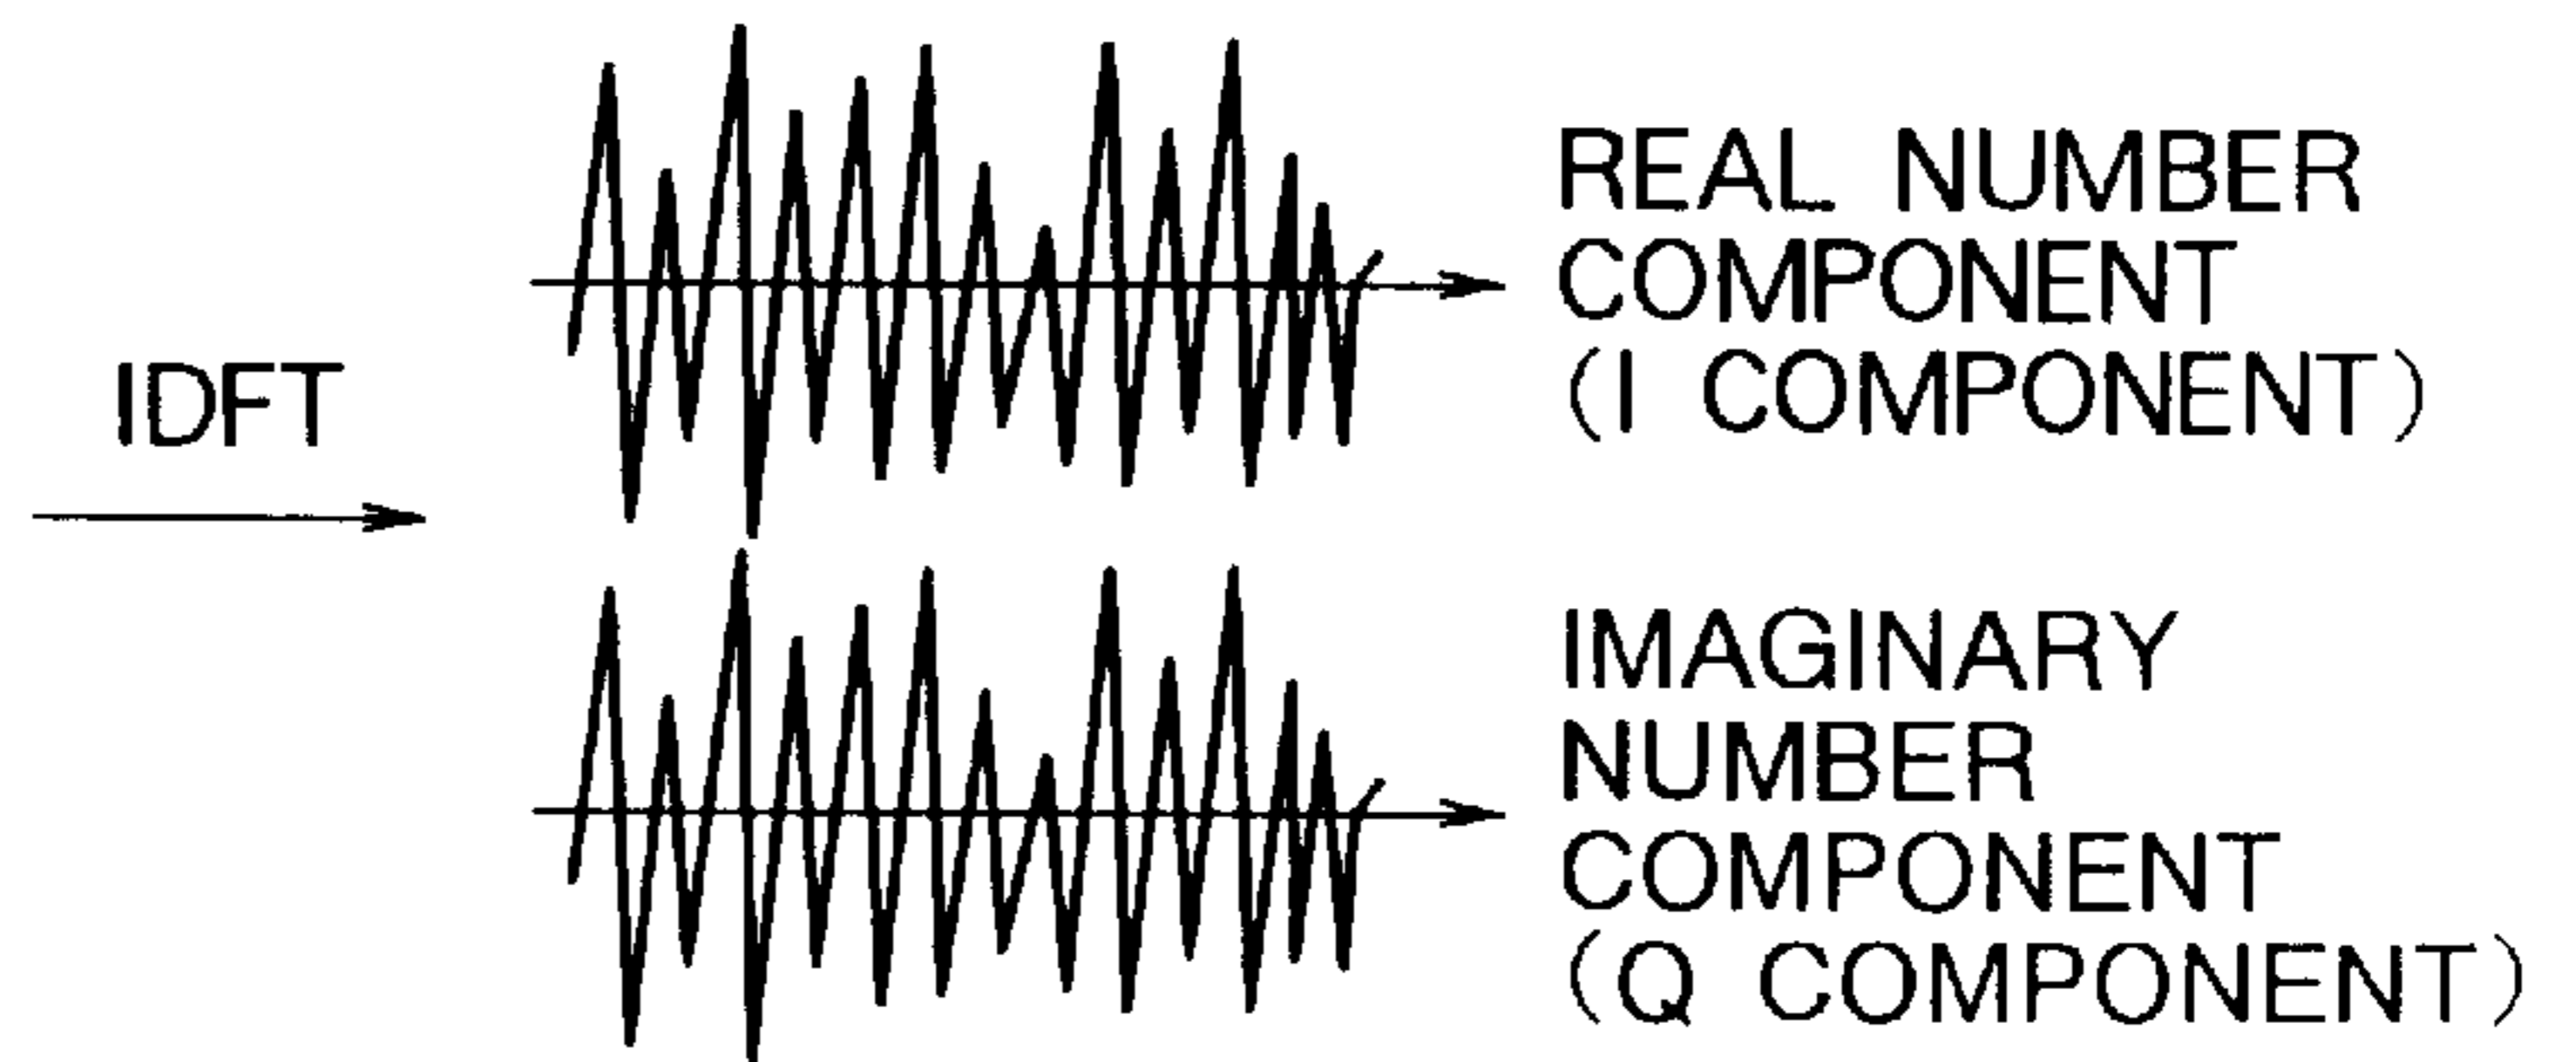 IDFT
REAL NUMBER
COMPONENT
(I COMPONENT)
IMAGINARY
NUMBER
COMPONENT
(Q COMPONENT)